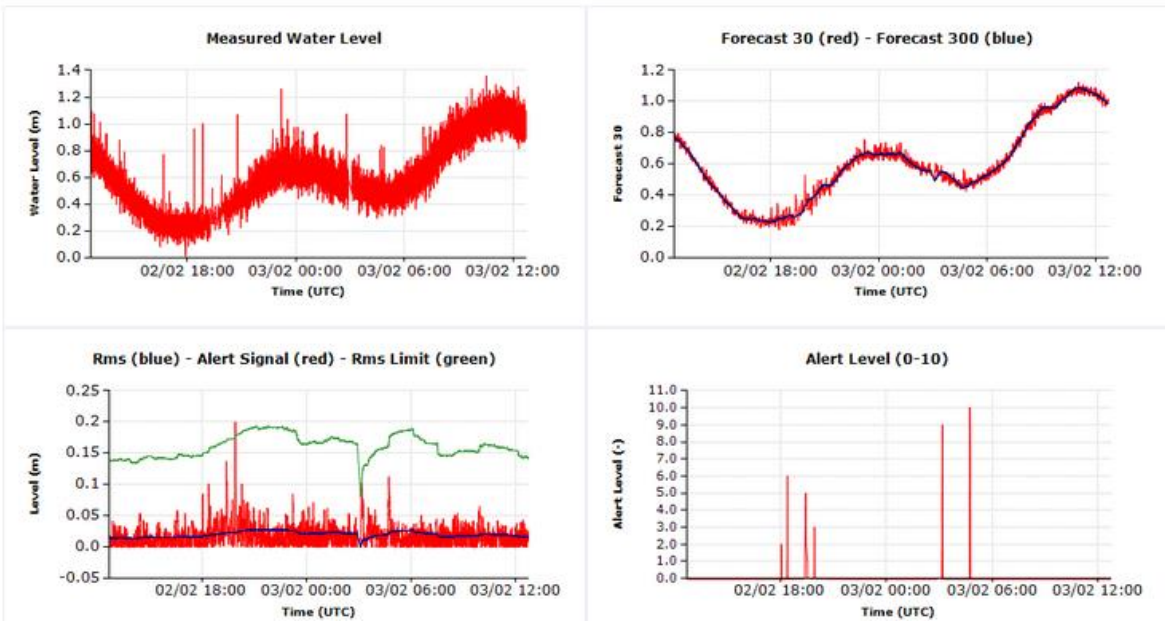 Measured Water Level
1.4
1.2
1.0
0.8
0.6
0.4
0.2
0.0
Water Level (m)
02/02 18:00 03/02 00:00 03/02 06:00 03/02 12:00
Time (UTC)
Forecast 30 (red) - Forecast 300 (blue)
1.2
1.0
0.8
0.6
0.4
0.2
0.0
Forecast 30
02/02 18:00 03/02 00:00 03/02 06:00 03/02 12:00
Time (UTC)
Rms (blue) - Alert Signal (red) - Rms Limit (green)
0.25
0.2
0.15
0.1
0.05
0.0
-0.05
Level (m)
02/02 18:00 03/02 00:00 03/02 06:00 03/02 12:00
Time (UTC)
Alert Level (0-10)
11.0
10.0
9.0
8.0
7.0
6.0
5.0
4.0
3.0
2.0
1.0
0.0
Alert Level (-)
02/02 18:00 03/02 00:00 03/02 06:00 03/02 12:00
Time (UTC)